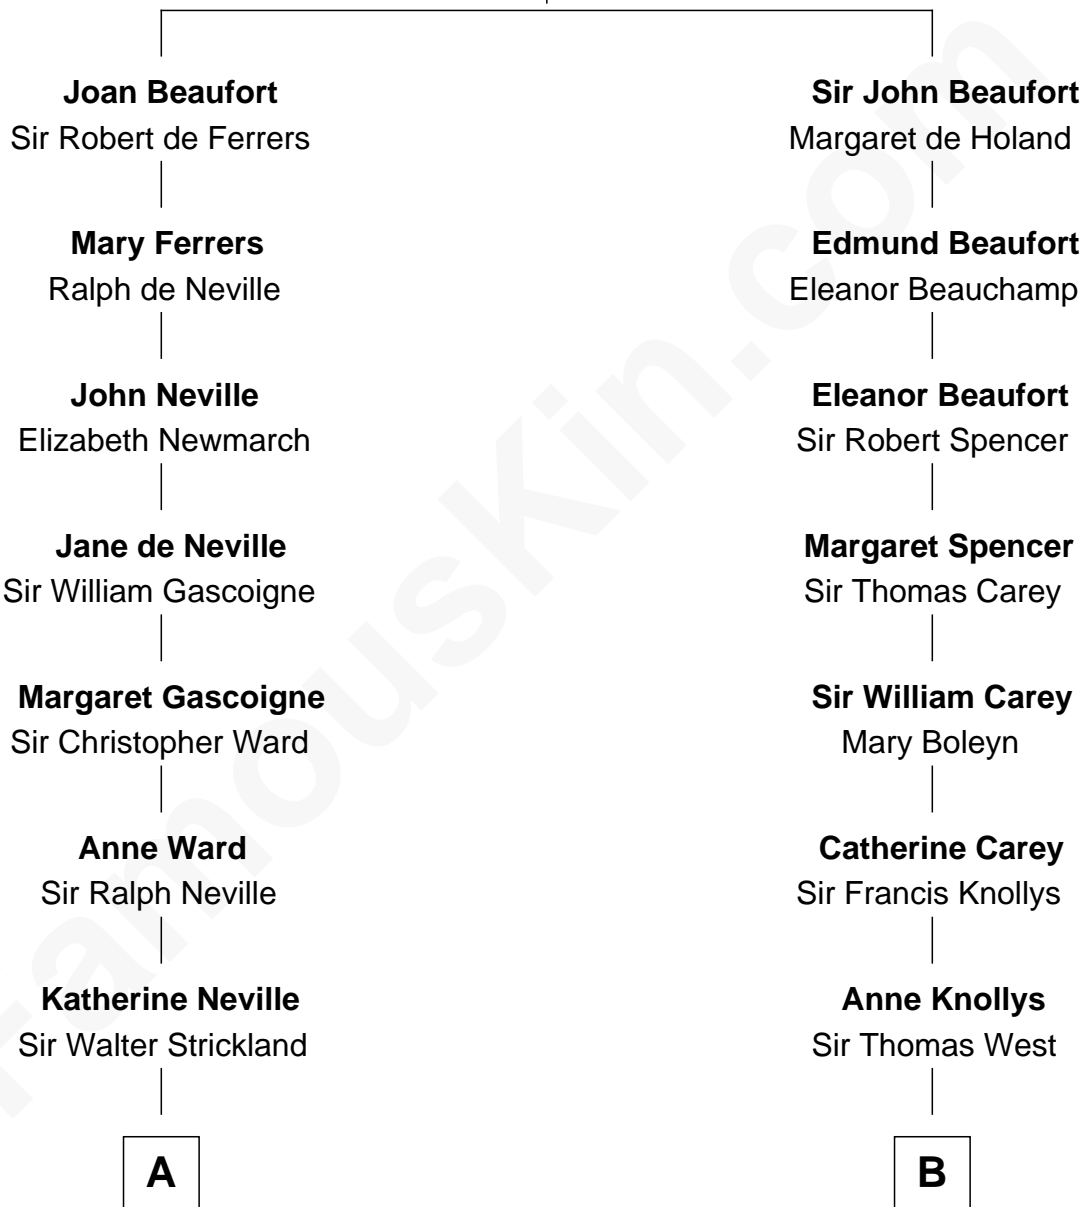 Joan Beaufort
Sir Robert de Ferrers
Mary Ferrers
Ralph de Neville
John Neville
Elizabeth Newmarch
Jane de Neville
Sir William Gascoigne
Margaret Gascoigne
Sir Christopher Ward
Anne Ward
Sir Ralph Neville
Katherine Neville
Sir Walter Strickland
A
Sir John Beaufort
Margaret de Holand
Edmund Beaufort
Eleanor Beauchamp
Eleanor Beaufort
Sir Robert Spencer
Margaret Spencer
Sir Thomas Carey
Sir William Carey
Mary Boleyn
Catherine Carey
Sir Francis Knollys
Anne Knollys
Sir Thomas West
B
FamousKin.com